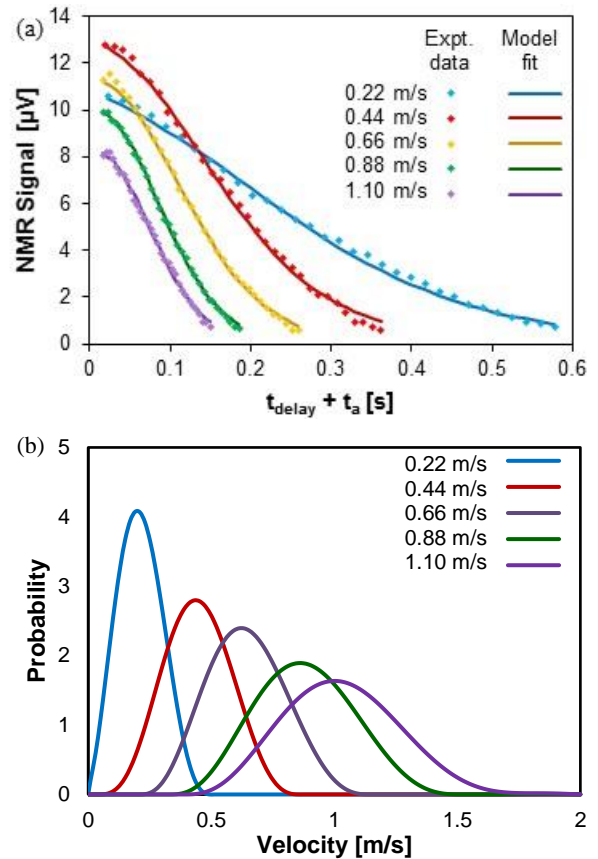 (a)
14
12
10
8
6
4
2
0
NMR Signal [µV]
Expt. data
Model fit
0.22 m/s
0.44 m/s
0.66 m/s
0.88 m/s
1.10 m/s
0 0.1 0.2 0.3 0.4 0.5 0.6
t_delay + t_a [s]
(b)
5
4
3
2
1
0
Probability
0.22 m/s
0.44 m/s
0.66 m/s
0.88 m/s
1.10 m/s
0 0.5 1 1.5 2
Velocity [m/s]